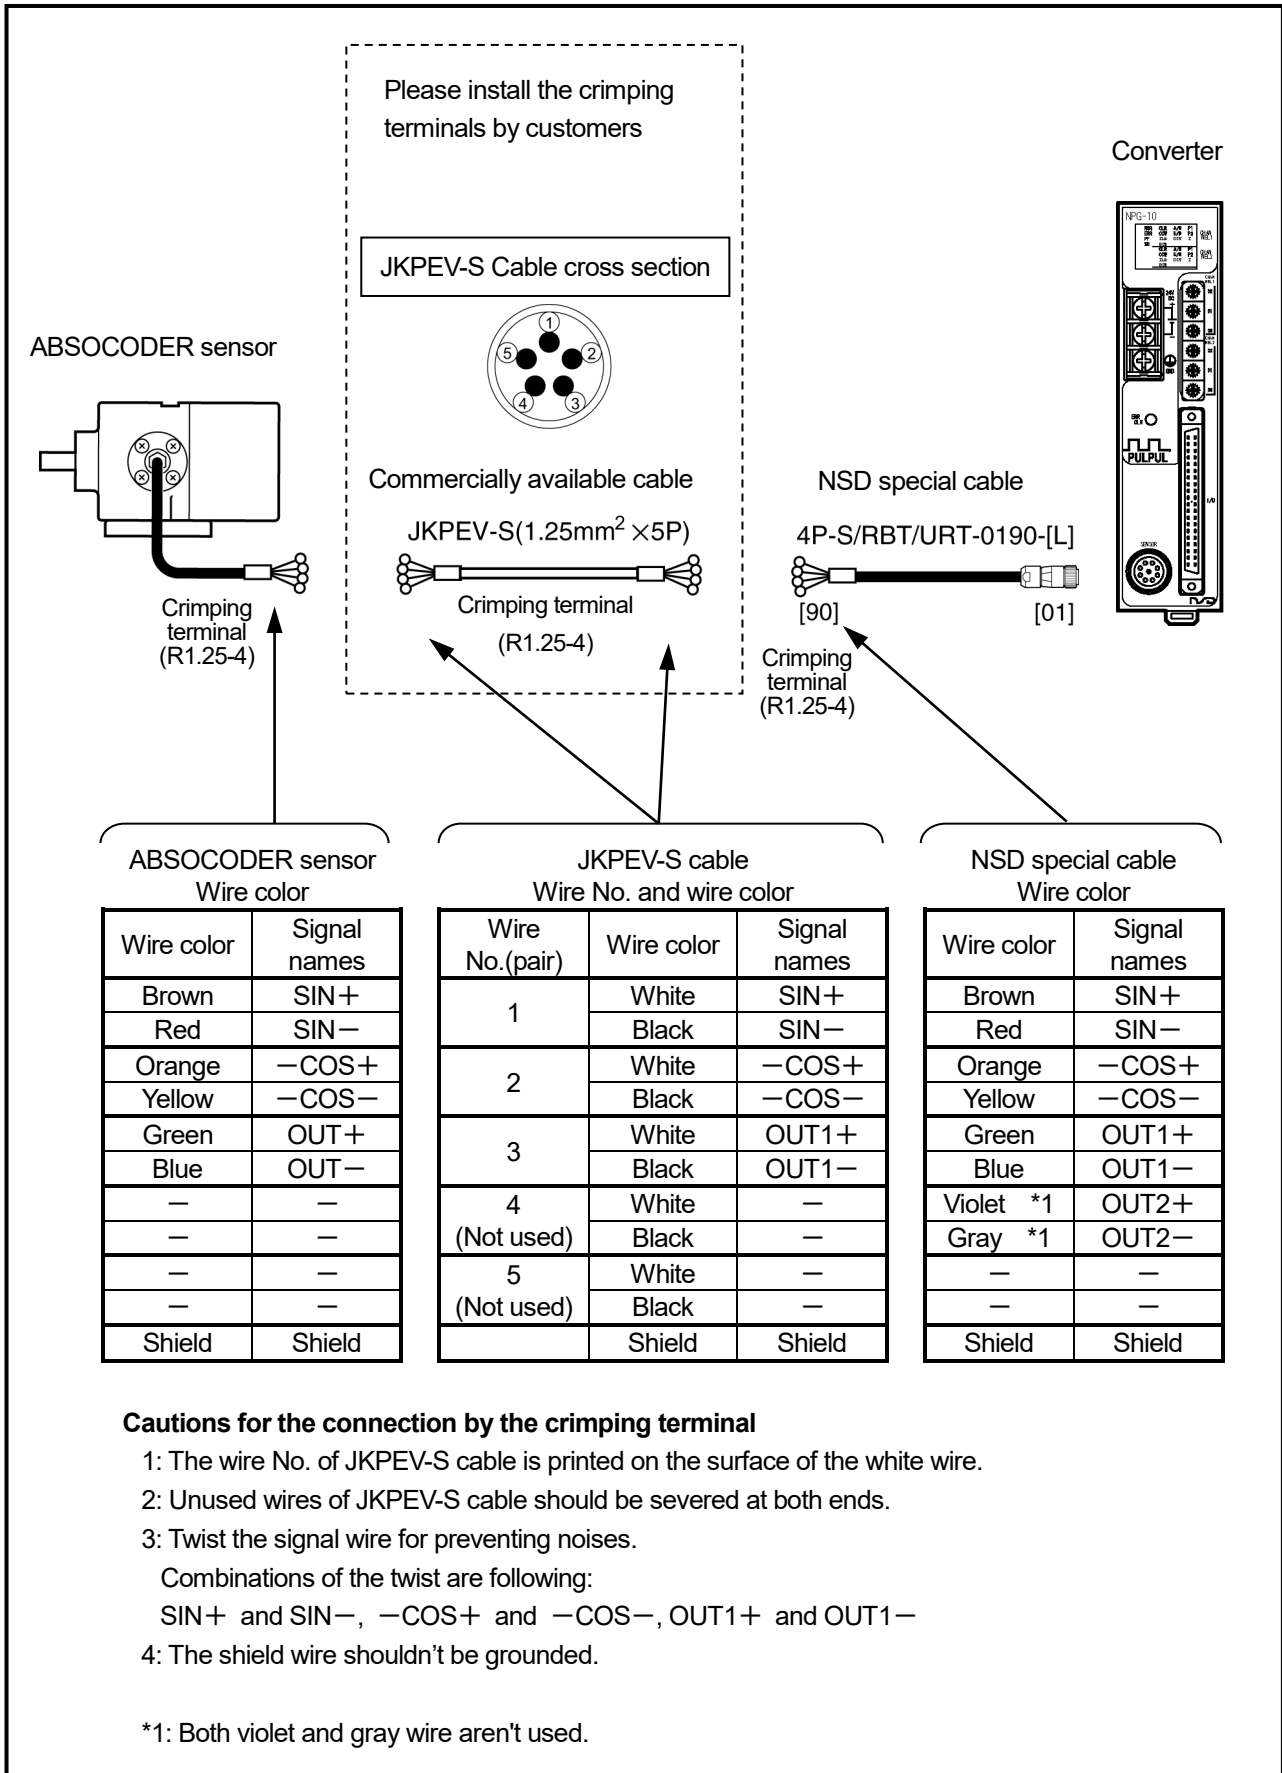 Please install the crimping
terminals by customers
Converter
NPG-10
JKPEV-S Cable cross section
ABSOCODER sensor
1
5 2
4 3
PULPUL
I/O
SENSOR
Commercially available cable
NSD special cable
JKPEV-S(1.25mm² ×5P)
4P-S/RBT/URT-0190-[L]
Crimping terminal
(R1.25-4)
[90] [01]
Crimping
terminal
(R1.25-4)
Crimping
terminal
(R1.25-4)
ABSOCODER sensor
Wire color
Wire color Signal names
Brown SIN+
Red SIN−
Orange −COS+
Yellow −COS−
Green OUT+
Blue OUT−
− −
− −
− −
− −
Shield Shield
JKPEV-S cable
Wire No. and wire color
Wire No.(pair) Wire color Signal names
1 White SIN+
Black SIN−
2 White −COS+
Black −COS−
3 White OUT1+
Black OUT1−
4 White −
(Not used) Black −
5 White −
(Not used) Black −
Shield Shield
NSD special cable
Wire color
Wire color Signal names
Brown SIN+
Red SIN−
Orange −COS+
Yellow −COS−
Green OUT1+
Blue OUT1−
Violet *1 OUT2+
Gray *1 OUT2−
− −
− −
Shield Shield
Cautions for the connection by the crimping terminal
1: The wire No. of JKPEV-S cable is printed on the surface of the white wire.
2: Unused wires of JKPEV-S cable should be severed at both ends.
3: Twist the signal wire for preventing noises.
Combinations of the twist are following:
SIN+ and SIN−, −COS+ and −COS−, OUT1+ and OUT1−
4: The shield wire shouldn't be grounded.
*1: Both violet and gray wire aren't used.